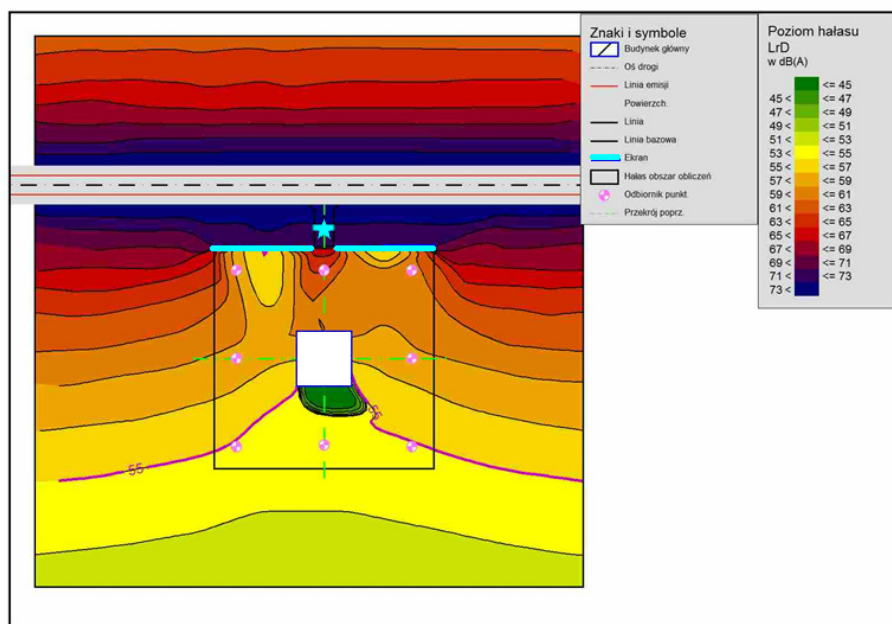 Znaki i symbole
Budynek główny
Oś drogi
Linia emisji
Powierzch.
Linia
Linia bazowa
Ekran
Hałas obszar obliczeń
Odbiornik punkt.
Przekrój poprz.
Poziom hałasu
LrD
w dB(A)
<= 45
45 < <= 47
47 < <= 49
49 < <= 51
51 < <= 53
53 < <= 55
55 < <= 57
57 < <= 59
59 < <= 61
61 < <= 63
63 < <= 65
65 < <= 67
67 < <= 69
69 < <= 71
71 < <= 73
73 <
55
55